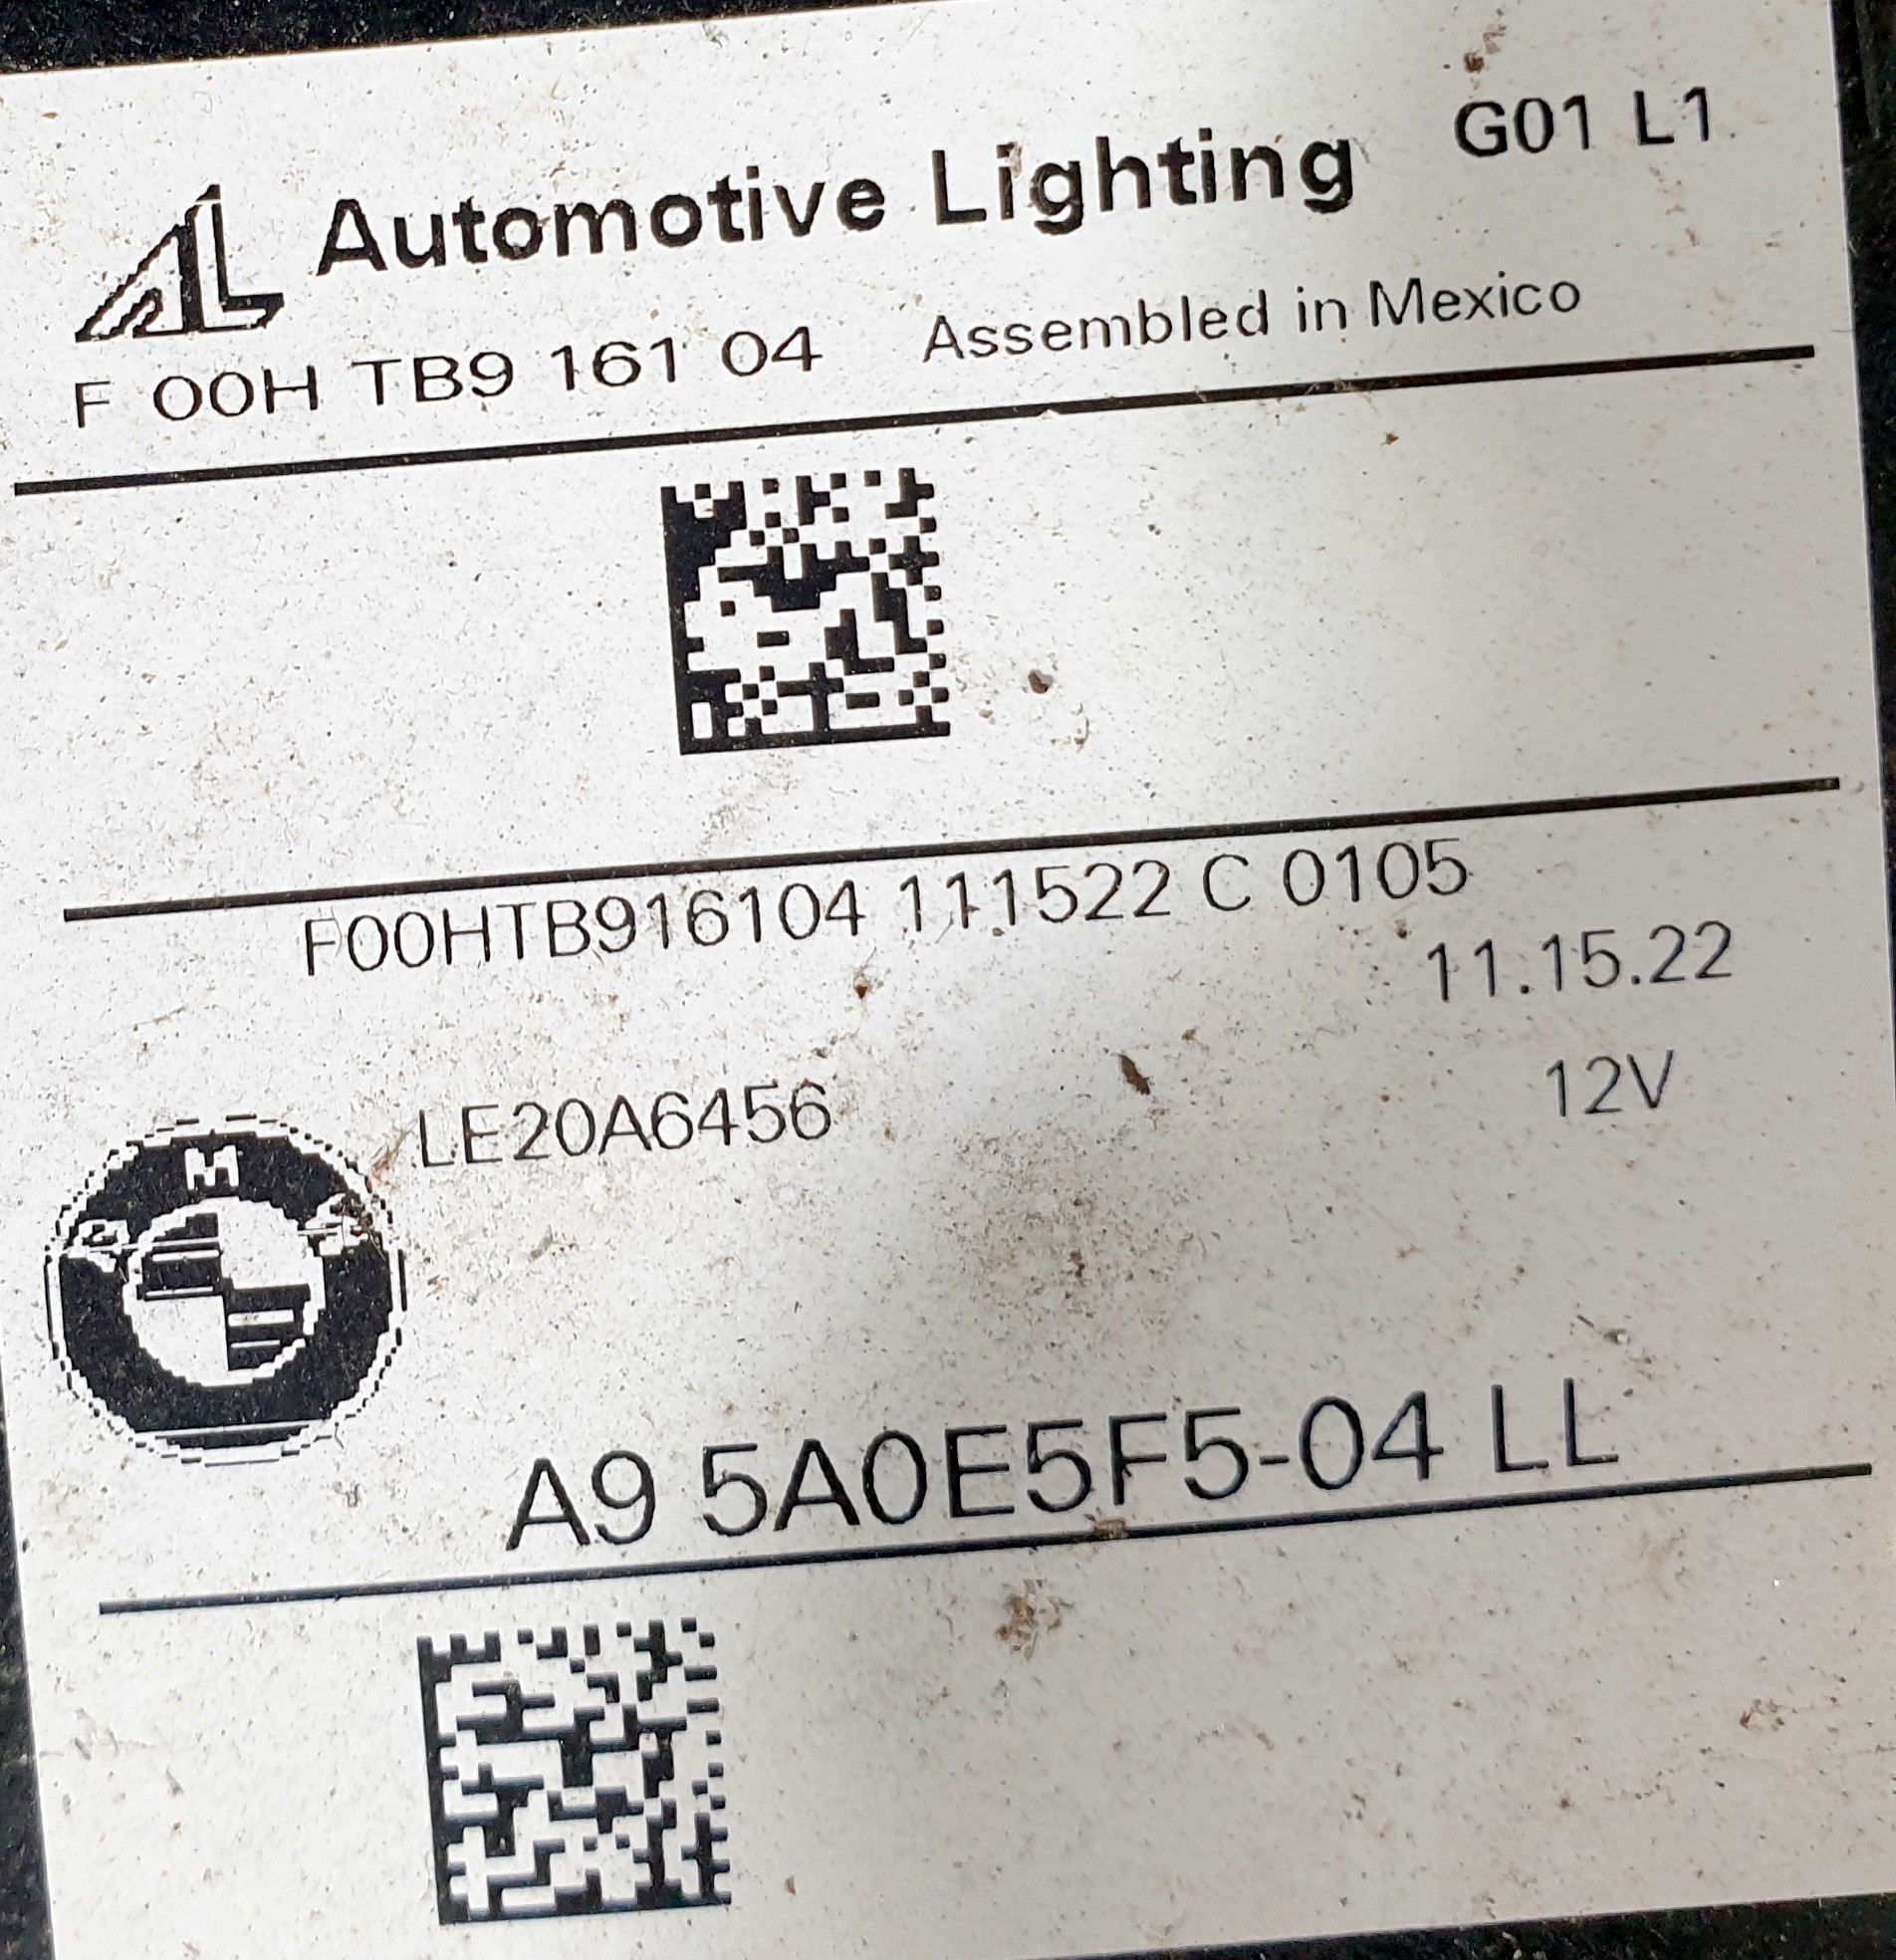 G01 L1
AL Automotive Lighting
F 00H TB9 161 04 Assembled in Mexico
F00HTB916104 111522 C 0105
11.15.22
LE20A6456 12V
M
A9 5A0E5F5-04 LL